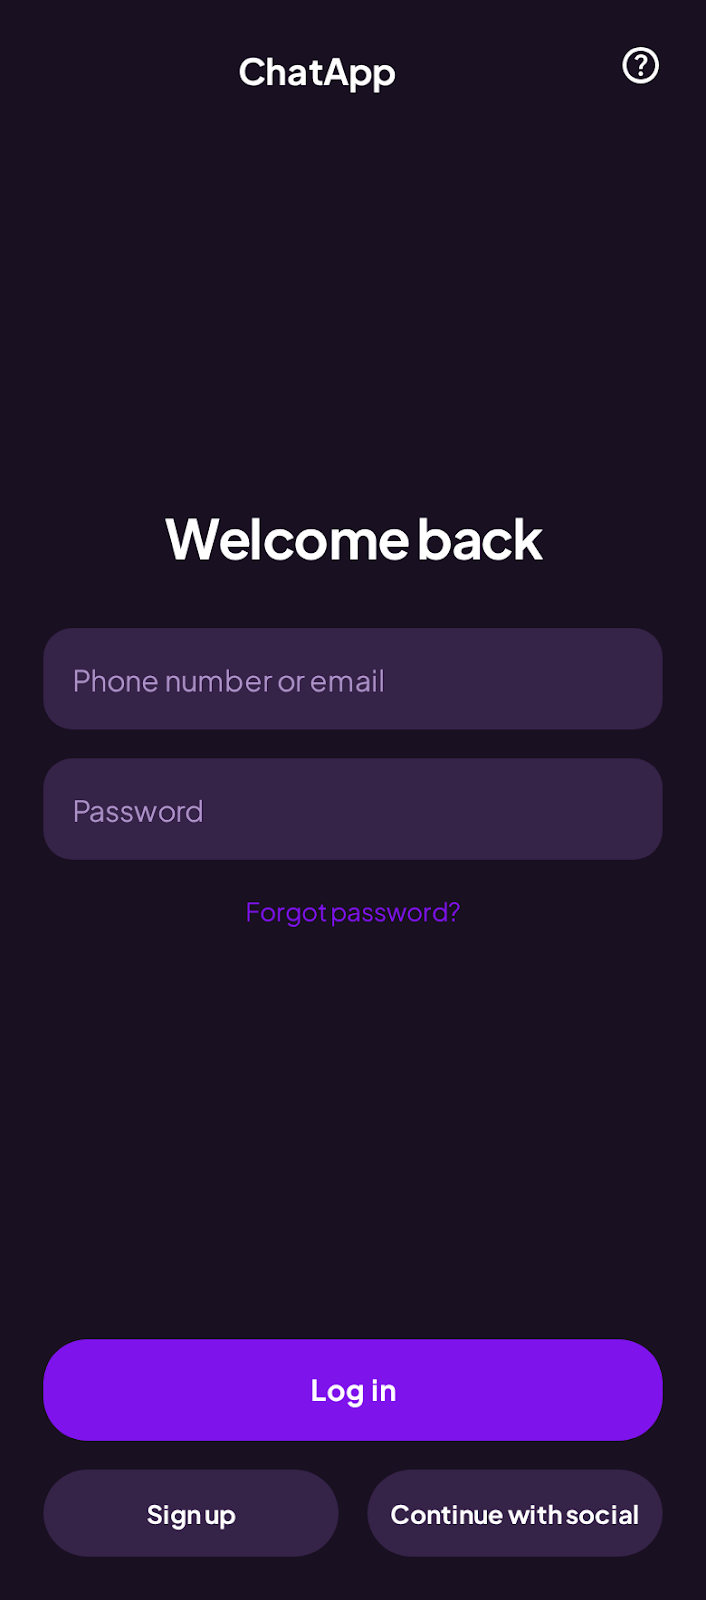 ChatApp
Welcome back
Phone number or email
Password
Forgot password?
Log in
Sign up
Continue with social